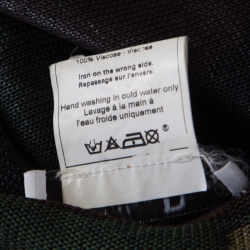 100% Viscose - Viscose
Iron on the wrong side.
Repassage sur l'envers.
Hand washing in cold water only
Lavage à la main à
l'eau froide uniquement